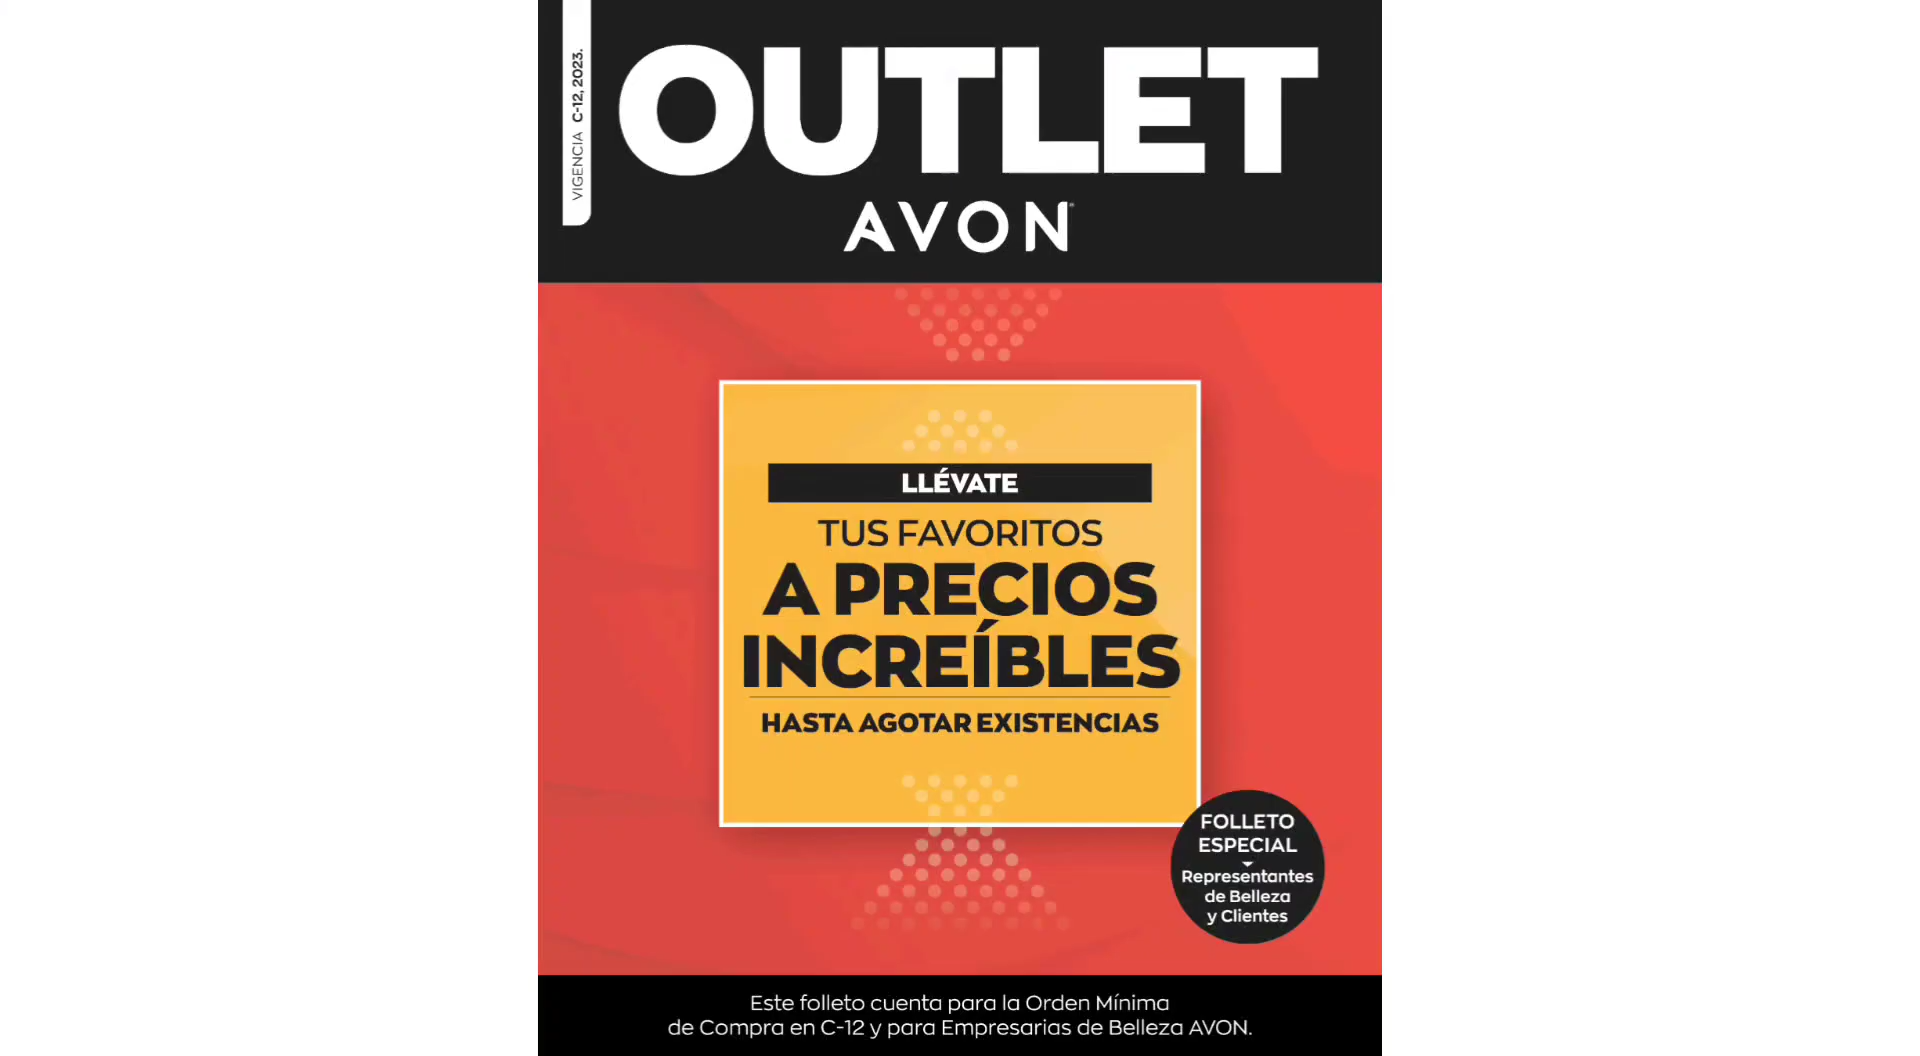 VIGENCIA C-12, 2023.
OUTLET
AVON
LLÉVATE
TUS FAVORITOS
A PRECIOS
INCREÍBLES
HASTA AGOTAR EXISTENCIAS
FOLLETO
ESPECIAL
Representantes
de Belleza
y Clientes
Este folleto cuenta para la Orden Mínima
de Compra en C-12 y para Empresarias de Belleza AVON.